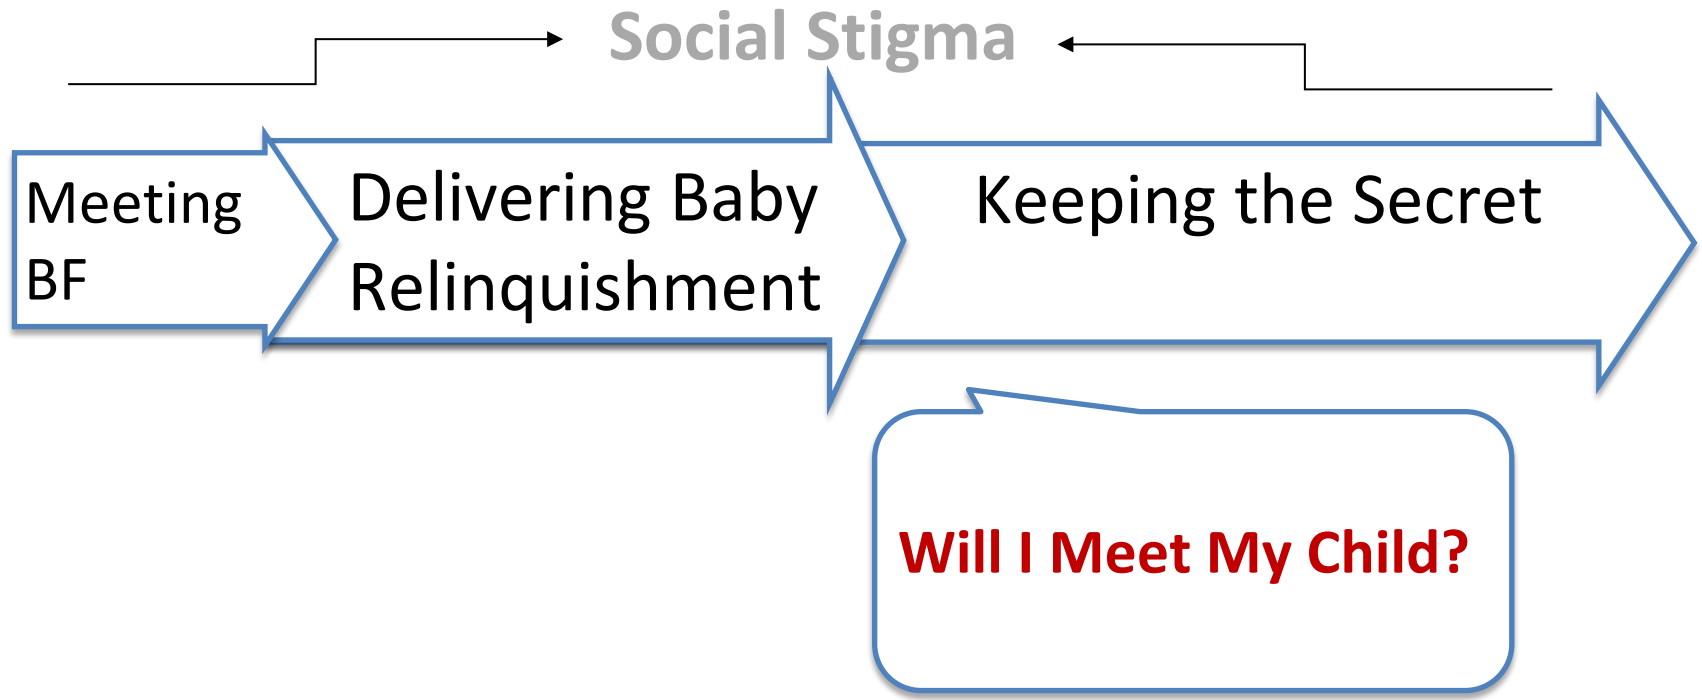 Social Stigma
Meeting
BF
Delivering Baby
Relinquishment
Keeping the Secret
Will I Meet My Child?